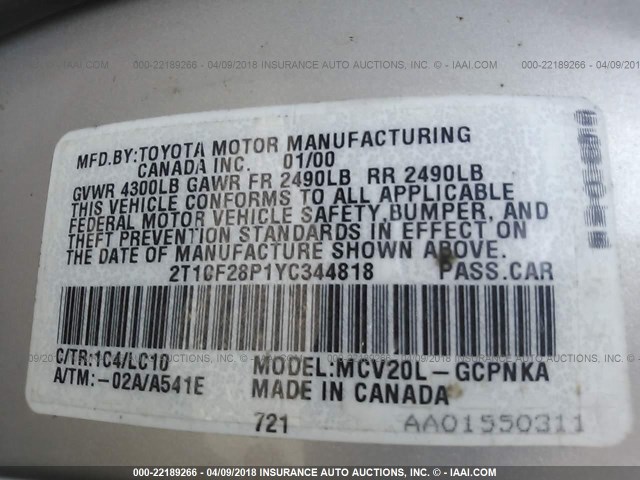 000-22189266 - 04/09/2018 INSURANCE AUTO AUCTIONS, INC. - © IAAI.COM
MFD.BY:TOYOTA MOTOR MANUFACTURING
CANADA INC. 01/00
GVWR 4300LB GAWR FR 2490LB RR 2490LB
THIS VEHICLE CONFORMS TO ALL APPLICABLE
FEDERAL MOTOR VEHICLE SAFETY,BUMPER, AND
THEFT PREVENTION STANDARDS IN EFFECT ON
THE DATE OF MANUFACTURE SHOWN ABOVE.
2T1CF28P1YC344818 PASS.CAR
C/TR:1C4/LC10 MODEL:MCV20L-GCPNKA
A/TM:-02A/A541E MADE IN CANADA
721 AA01550311
000-22189266 - 04/09/2018 INSURANCE AUTO AUCTIONS, INC. - © IAAI.COM